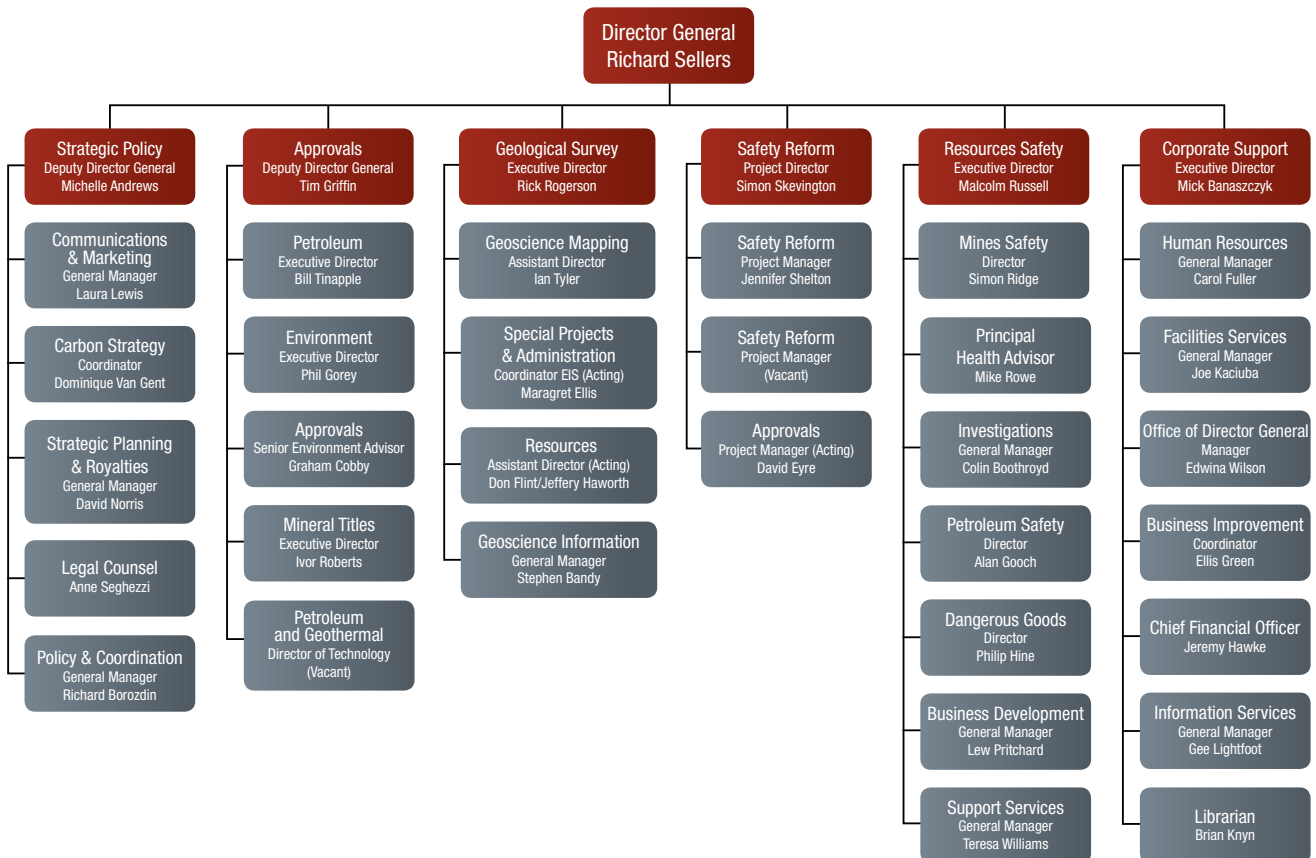 Director General
Richard Sellers
Strategic Policy
Deputy Director General
Michelle Andrews
Communications
& Marketing
General Manager
Laura Lewis
Carbon Strategy
Coordinator
Dominique Van Gent
Strategic Planning
& Royalties
General Manager
David Norris
Legal Counsel
Anne Seghezzi
Policy & Coordination
General Manager
Richard Borozdin
Approvals
Deputy Director General
Tim Griffin
Petroleum
Executive Director
Bill Tinapple
Environment
Executive Director
Phil Gorey
Approvals
Senior Environment Advisor
Graham Cobby
Mineral Titles
Executive Director
Ivor Roberts
Petroleum
and Geothermal
Director of Technology
(Vacant)
Geological Survey
Executive Director
Rick Rogerson
Geoscience Mapping
Assistant Director
Ian Tyler
Special Projects
& Administration
Coordinator EIS (Acting)
Maragret Ellis
Resources
Assistant Director (Acting)
Don Flint/Jeffery Haworth
Geoscience Information
General Manager
Stephen Bandy
Safety Reform
Project Director
Simon Skevington
Safety Reform
Project Manager
Jennifer Shelton
Safety Reform
Project Manager
(Vacant)
Approvals
Project Manager (Acting)
David Eyre
Resources Safety
Executive Director
Malcolm Russell
Mines Safety
Director
Simon Ridge
Principal
Health Advisor
Mike Rowe
Investigations
General Manager
Colin Boothroyd
Petroleum Safety
Director
Alan Gooch
Dangerous Goods
Director
Philip Hine
Business Development
General Manager
Lew Pritchard
Support Services
General Manager
Teresa Williams
Corporate Support
Executive Director
Mick Banaszczyk
Human Resources
General Manager
Carol Fuller
Facilities Services
General Manager
Joe Kaciuba
Office of Director General
Manager
Edwina Wilson
Business Improvement
Coordinator
Ellis Green
Chief Financial Officer
Jeremy Hawke
Information Services
General Manager
Gee Lightfoot
Librarian
Brian Knyn